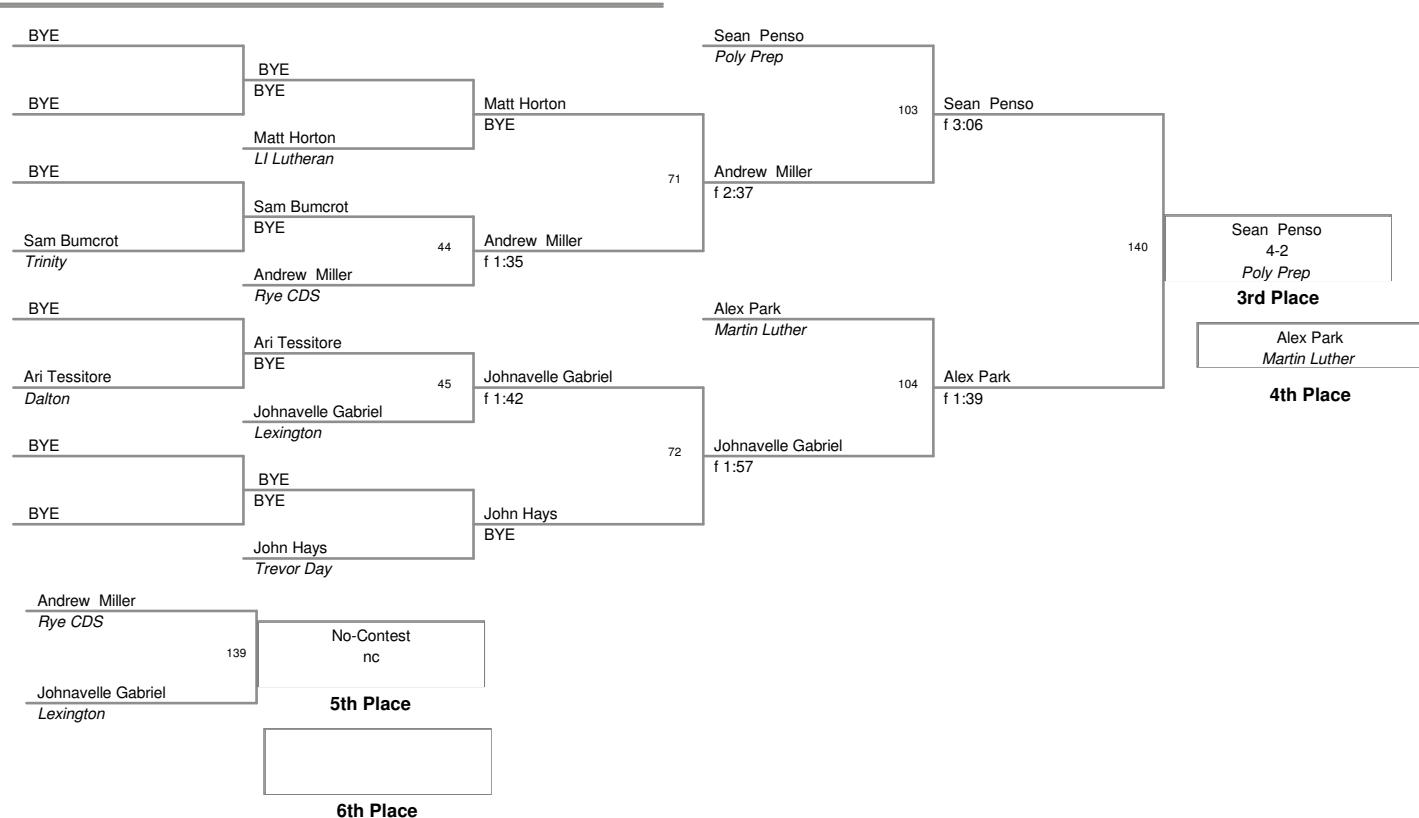 BYE
BYE
BYE
BYE
Matt Horton
LI Lutheran
Matt Horton
BYE
BYE
Sam Bumcrot
Trinity
Sam Bumcrot
BYE
44
Andrew Miller
Rye CDS
Andrew Miller
f 1:35
71
BYE
Ari Tessitore
Dalton
Ari Tessitore
BYE
45
Johnavelle Gabriel
Lexington
Johnavelle Gabriel
f 1:42
BYE
BYE
BYE
BYE
John Hays
Trevor Day
John Hays
BYE
72
Sean Penso
Poly Prep
103
Andrew Miller
f 2:37
Sean Penso
f 3:06
Alex Park
Martin Luther
104
Johnavelle Gabriel
f 1:57
Alex Park
f 1:39
140
Sean Penso
4-2
Poly Prep
3rd Place
Alex Park
Martin Luther
4th Place
Andrew Miller
Rye CDS
139
Johnavelle Gabriel
Lexington
No-Contest
nc
5th Place
6th Place